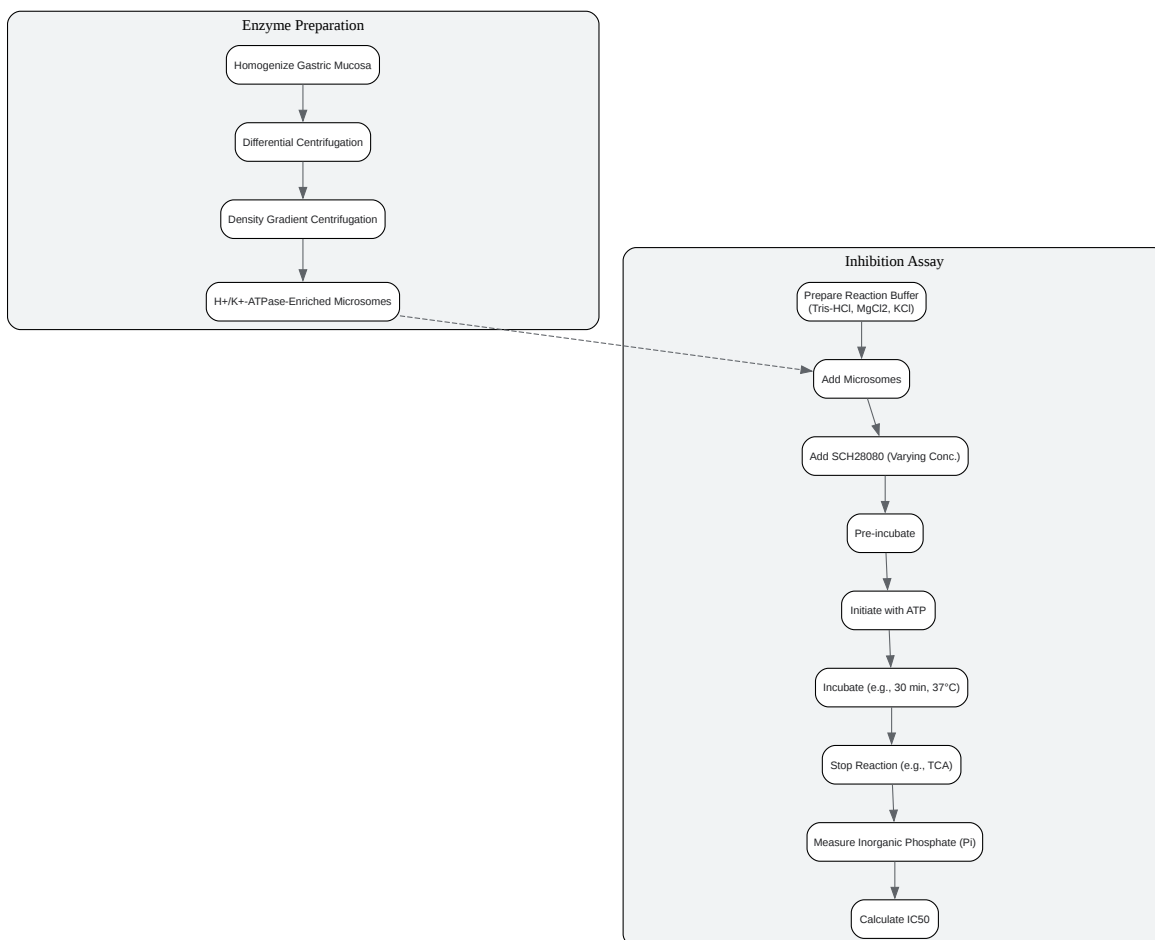 Enzyme Preparation
Homogenize Gastric Mucosa
Differential Centrifugation
Density Gradient Centrifugation
H+/K+-ATPase-Enriched Microsomes
Inhibition Assay
Prepare Reaction Buffer
(Tris-HCl, MgCl2, KCl)
Add Microsomes
Add SCH28080 (Varying Conc.)
Pre-incubate
Initiate with ATP
Incubate (e.g., 30 min, 37°C)
Stop Reaction (e.g., TCA)
Measure Inorganic Phosphate (Pi)
Calculate IC50